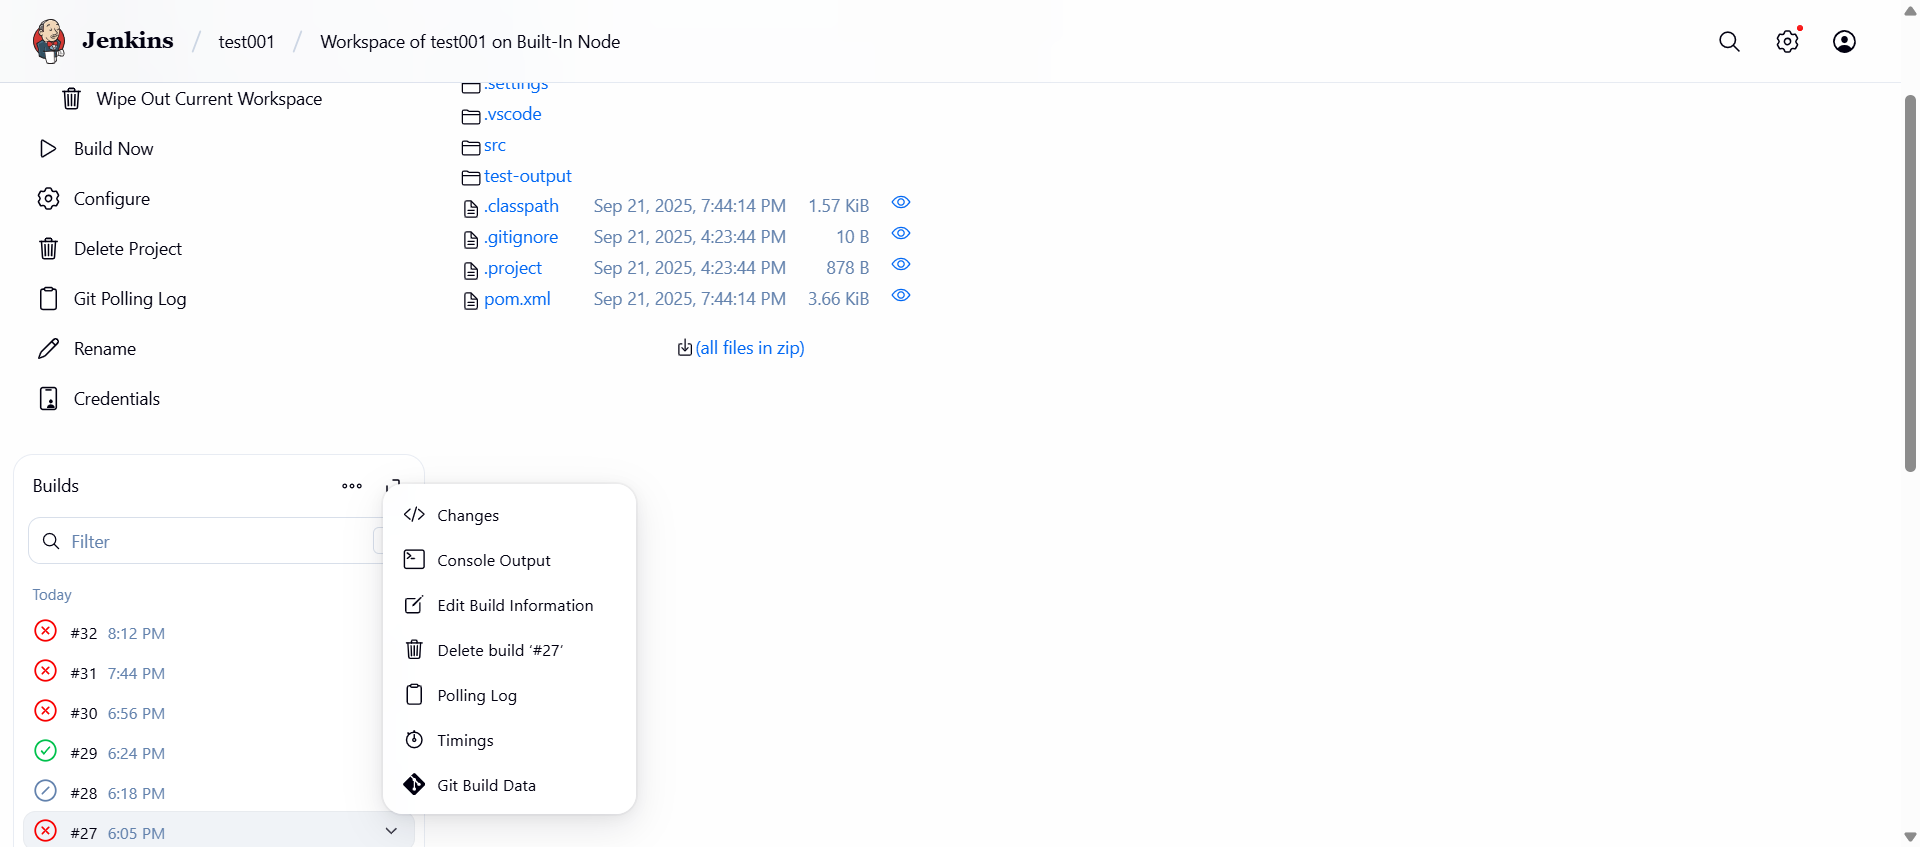 Jenkins / test001 / Workspace of test001 on Built-In Node
Wipe Out Current Workspace
Build Now
Configure
Delete Project
Git Polling Log
Rename
Credentials
.settings
.vscode
src
test-output
.classpath Sep 21, 2025, 7:44:14 PM 1.57 KiB
.gitignore Sep 21, 2025, 4:23:44 PM 10 B
.project Sep 21, 2025, 4:23:44 PM 878 B
pom.xml Sep 21, 2025, 7:44:14 PM 3.66 KiB
(all files in zip)
Builds
Filter
Today
#32 8:12 PM
#31 7:44 PM
#30 6:56 PM
#29 6:24 PM
#28 6:18 PM
#27 6:05 PM
Changes
Console Output
Edit Build Information
Delete build ‘#27’
Polling Log
Timings
Git Build Data